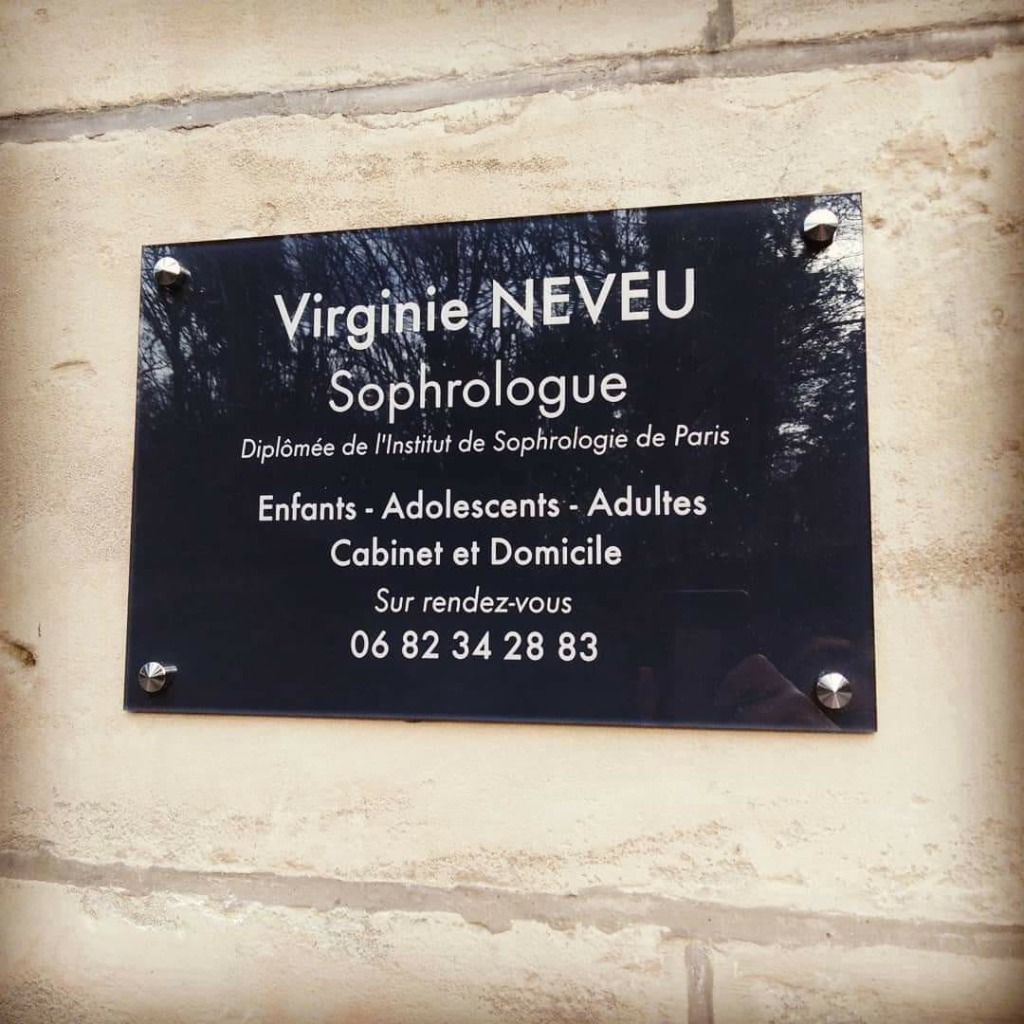 Virginie NEVEU
Sophrologue
Diplômée de l'Institut de Sophrologie de Paris
Enfants - Adolescents - Adultes
Cabinet et Domicile
Sur rendez-vous
06 82 34 28 83